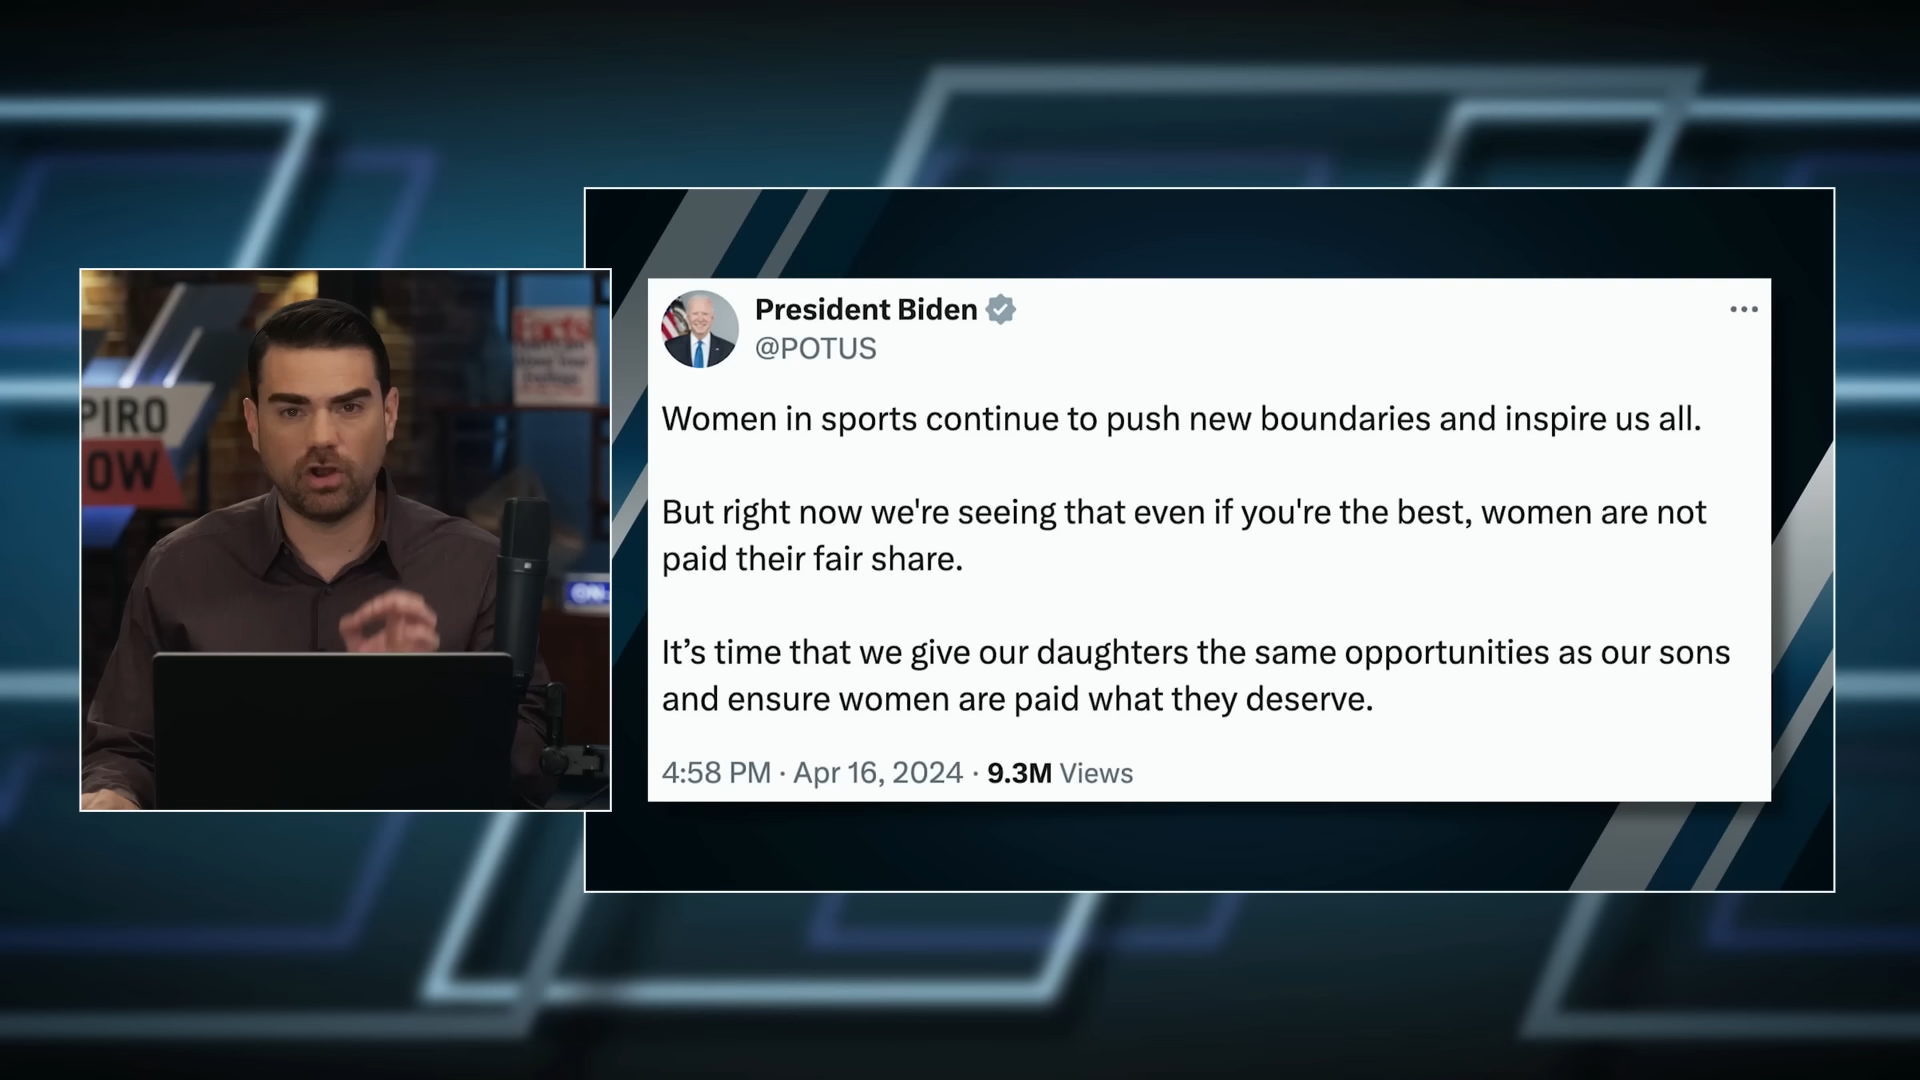 PIRO
OW
Facts
President Biden
@POTUS
Women in sports continue to push new boundaries and inspire us all.
But right now we're seeing that even if you're the best, women are not
paid their fair share.
It’s time that we give our daughters the same opportunities as our sons
and ensure women are paid what they deserve.
4:58 PM · Apr 16, 2024 · 9.3M Views